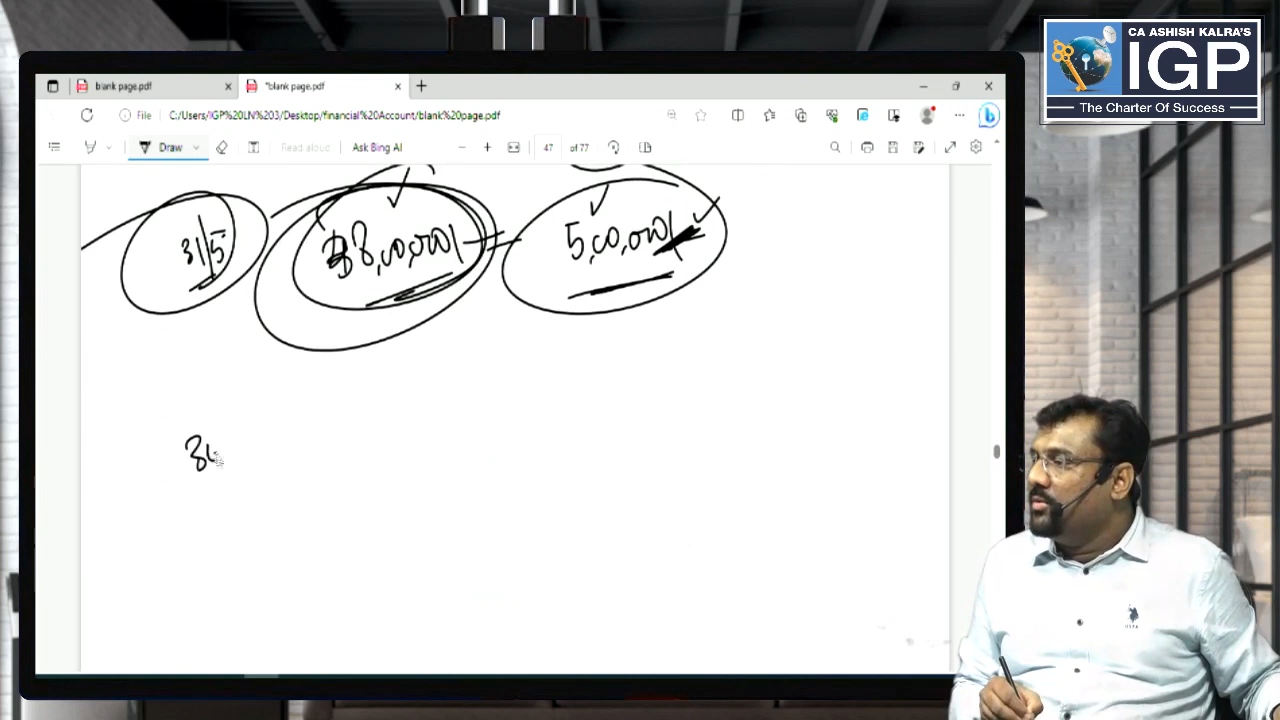 CA ASHISH KALRA'S
IGP
The Charter Of Success
blank page.pdf
*blank page.pdf
File
C:/Users/IGP%20LN%203/Desktop/financial%20Account/blank%20page.pdf
Draw
Read aloud
Ask Bing AI
47 of 77
31/5 8,00,000/- 5,00,000/-